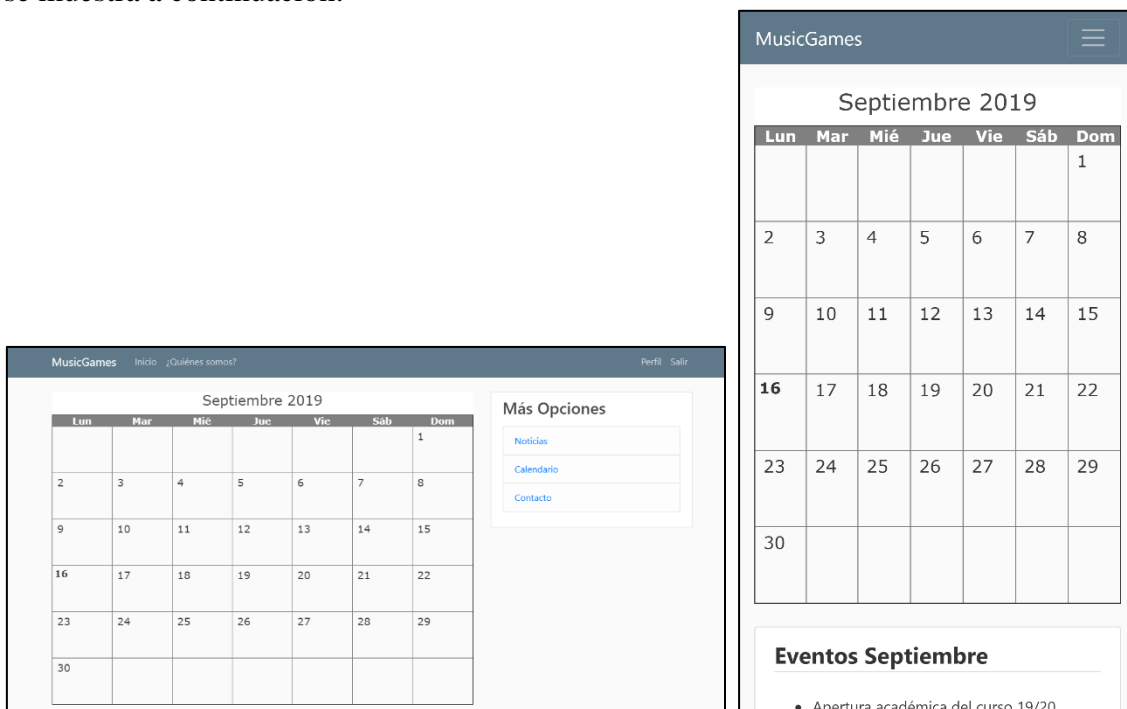 se muestra a continuación.
MusicGames Inicio ¿Quiénes somos? Perfil Salir
Septiembre 2019
Lun Mar Mié Jue Vie Sáb Dom
1
2 3 4 5 6 7 8
9 10 11 12 13 14 15
16 17 18 19 20 21 22
23 24 25 26 27 28 29
30
Más Opciones
Noticias
Calendario
Contacto
MusicGames
Septiembre 2019
Lun Mar Mié Jue Vie Sáb Dom
1
2 3 4 5 6 7 8
9 10 11 12 13 14 15
16 17 18 19 20 21 22
23 24 25 26 27 28 29
30
Eventos Septiembre
• Apertura académica del curso 19/20